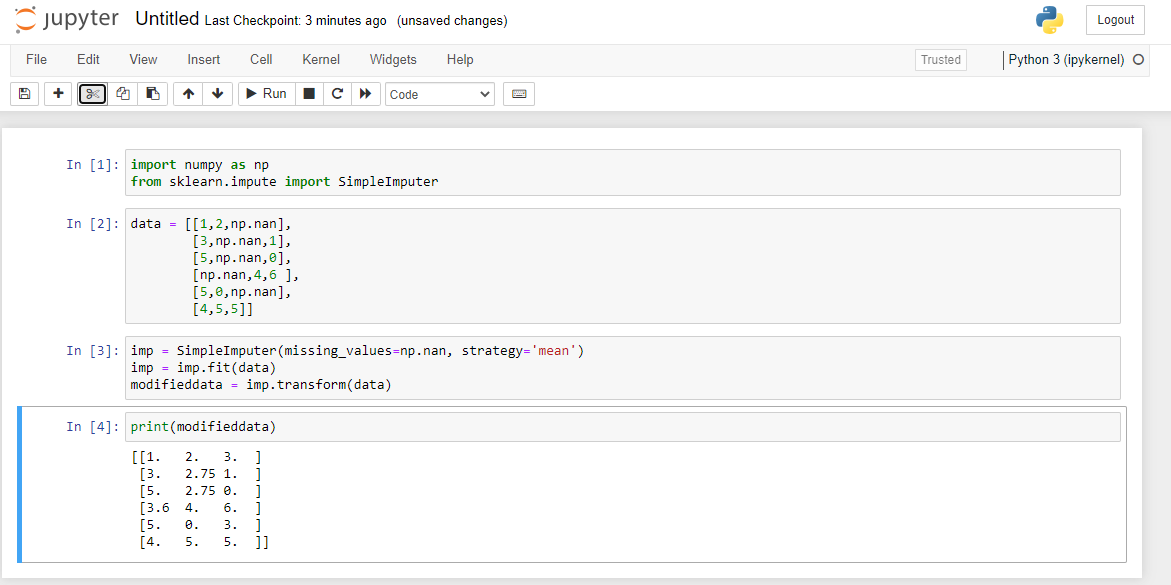 jupyter Untitled Last Checkpoint: 3 minutes ago (unsaved changes) Logout
File Edit View Insert Cell Kernel Widgets Help Trusted Python 3 (ipykernel)
Run Code
In [1]: import numpy as np
from sklearn.impute import SimpleImputer
In [2]: data = [[1,2,np.nan],
[3,np.nan,1],
[5,np.nan,0],
[np.nan,4,6 ],
[5,0,np.nan],
[4,5,5]]
In [3]: imp = SimpleImputer(missing_values=np.nan, strategy='mean')
imp = imp.fit(data)
modifieddata = imp.transform(data)
In [4]: print(modifieddata)
[[1.   2.   3.  ]
[3.   2.75 1.  ]
[5.   2.75 0.  ]
[3.6  4.   6.  ]
[5.   0.   3.  ]
[4.   5.   5.  ]]